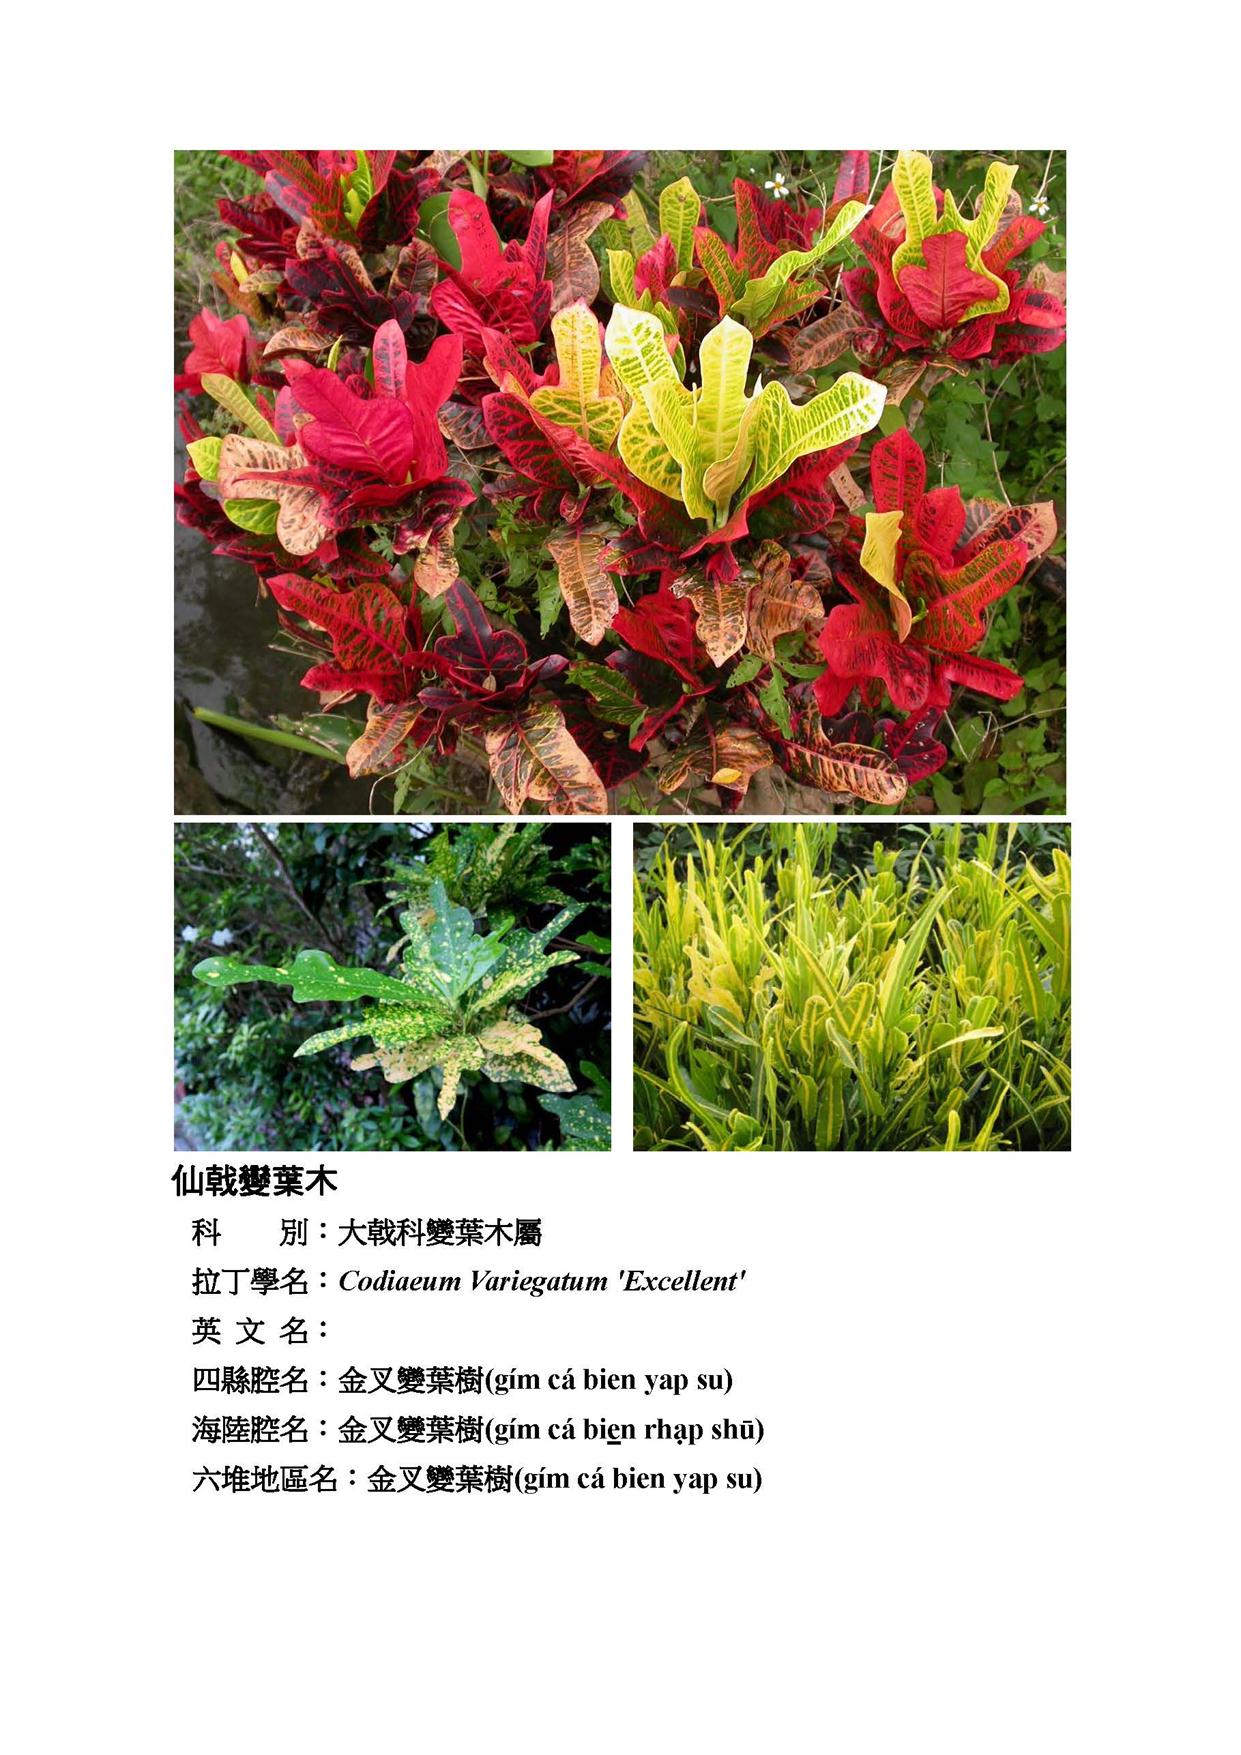 仙戟變葉木
科　　別：大戟科變葉木屬
拉丁學名：Codiaeum Variegatum 'Excellent'
英 文 名：
四縣腔名：金叉變葉樹(gím cá bien yap su)
海陸腔名：金叉變葉樹(gím cá bien rhạp shū)
六堆地區名：金叉變葉樹(gím cá bien yap su)